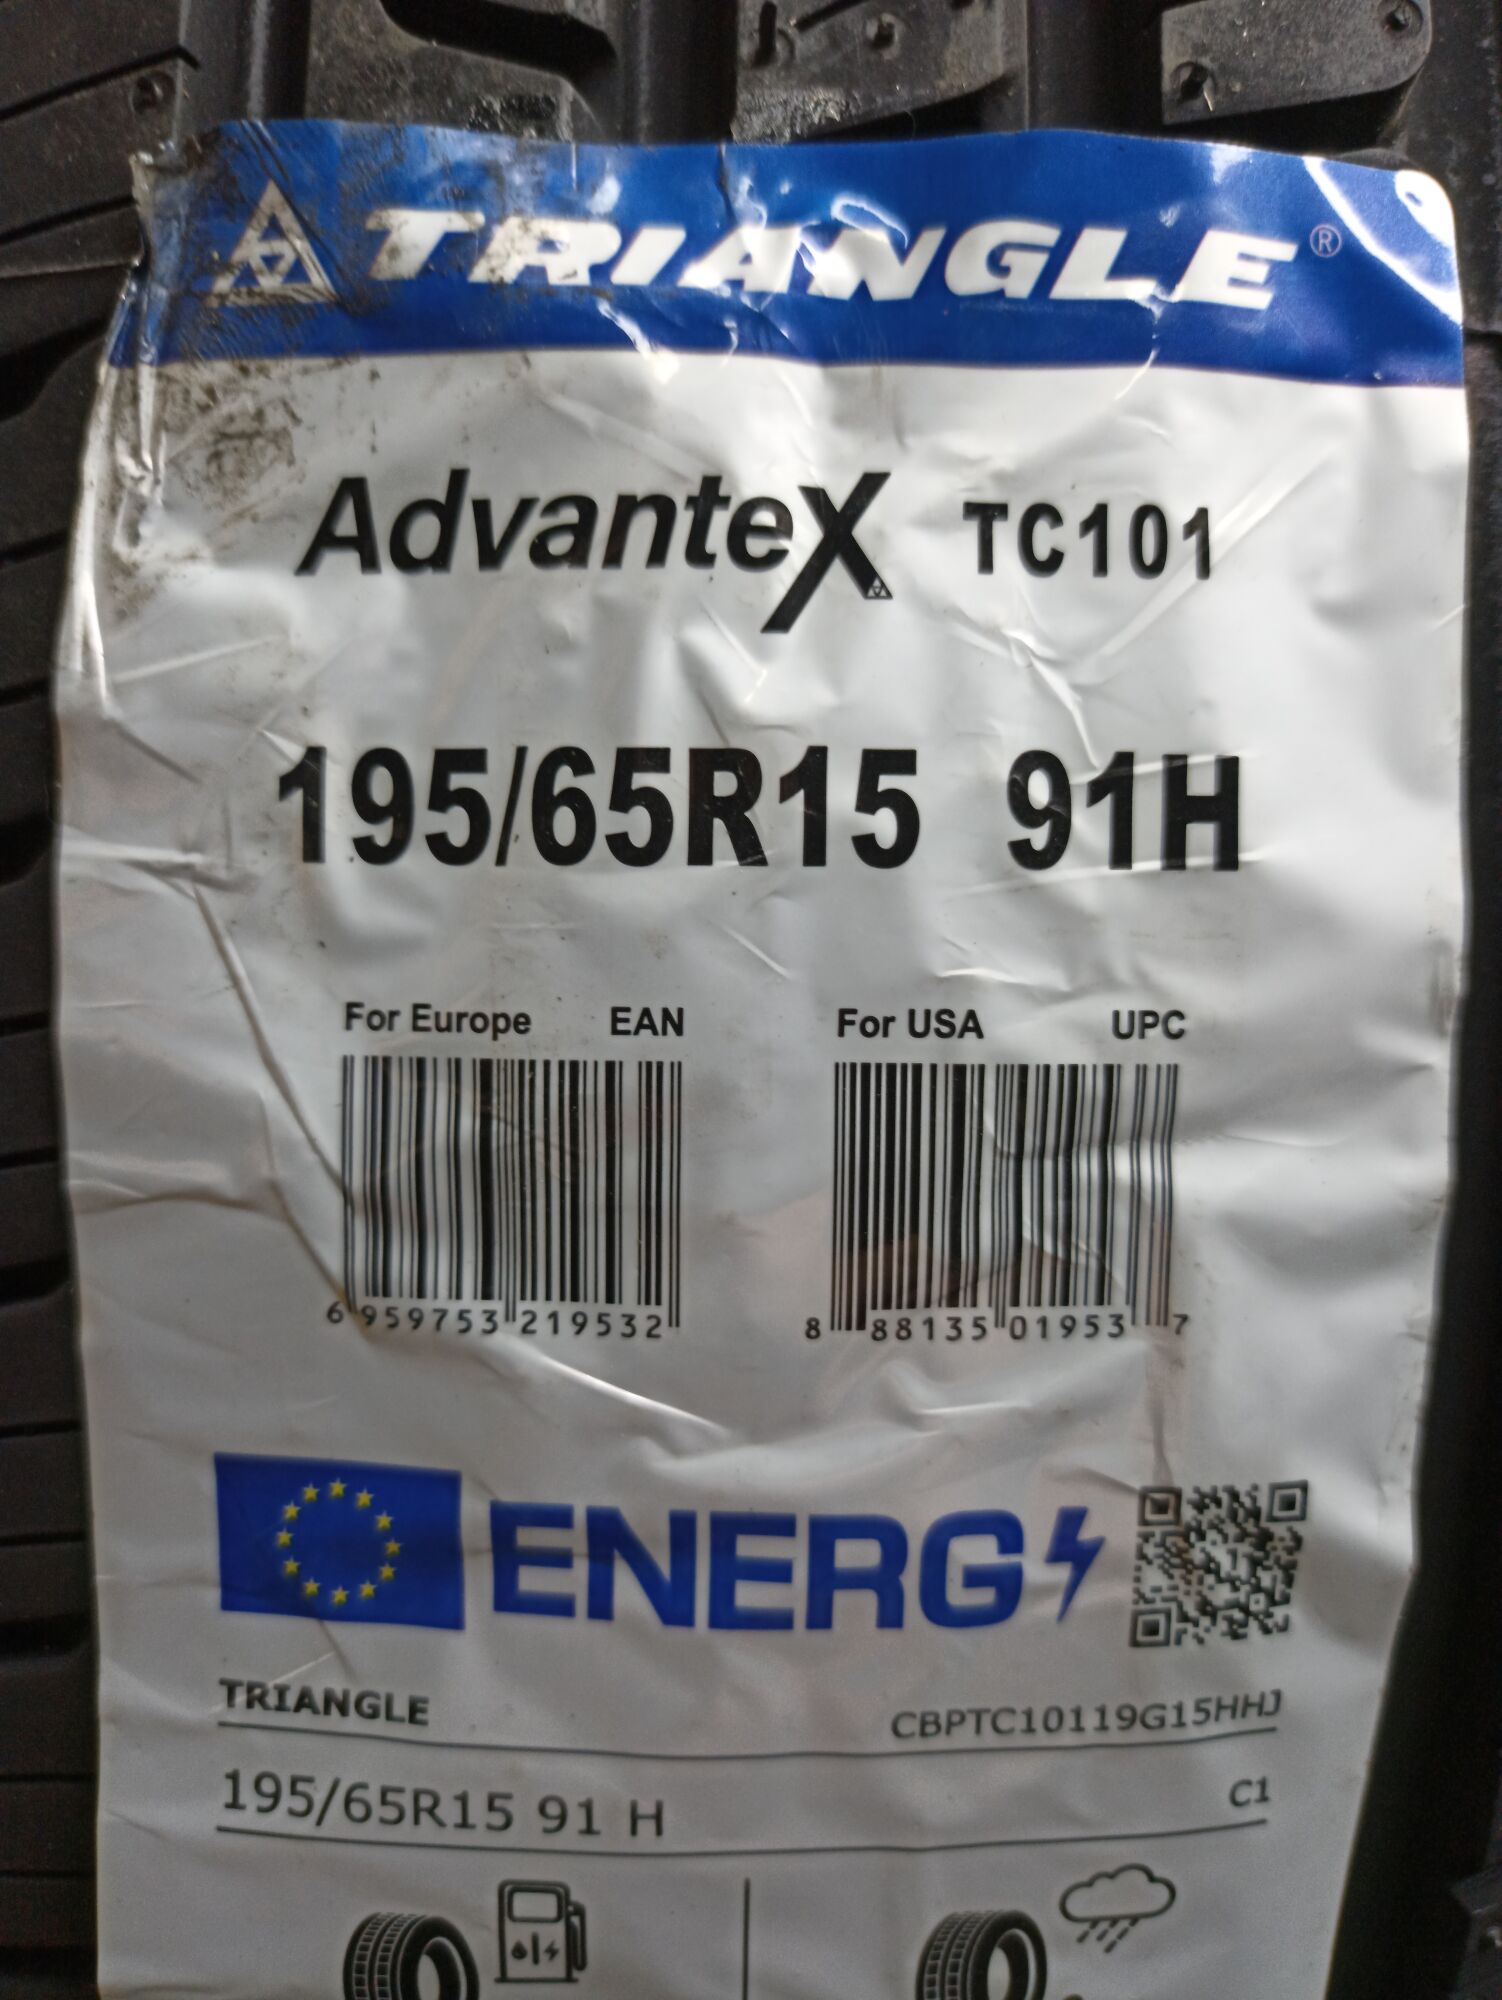 TRIANGLE®
AdvanteX TC101
195/65R15 91H
For Europe EAN For USA UPC
6 959753 219532 8 88135 01953 7
ENERG
TRIANGLE CBPTC10119G15HHJ
195/65R15 91 H C1